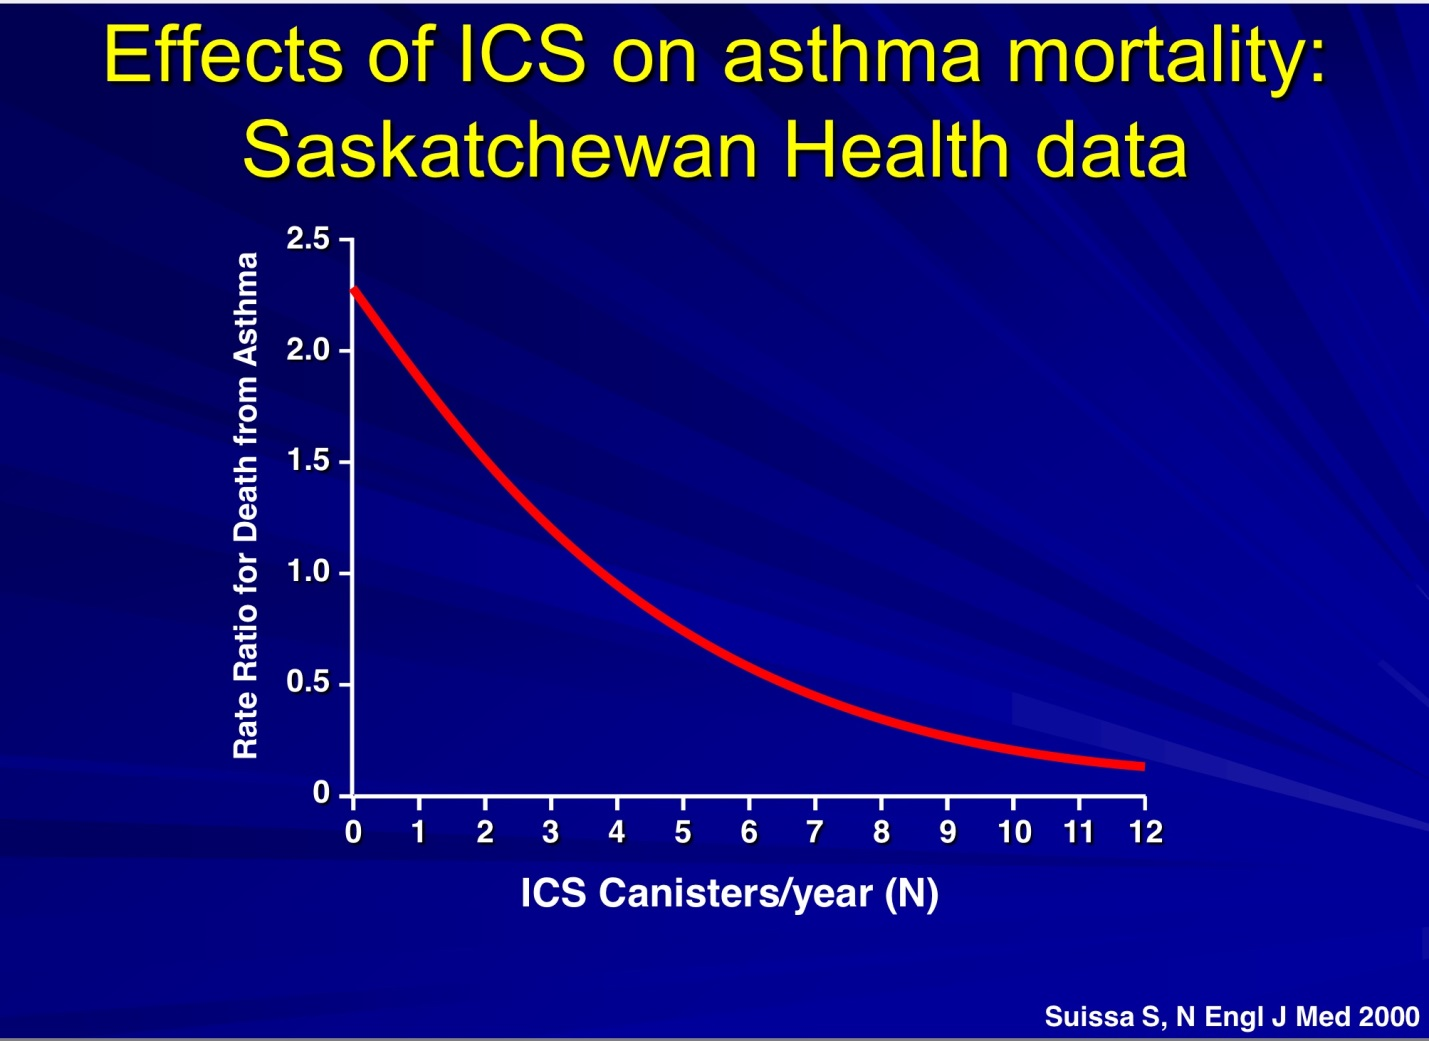 Effects of ICS on asthma mortality:
Saskatchewan Health data
Rate Ratio for Death from Asthma
2.5
2.0
1.5
1.0
0.5
0
0 1 2 3 4 5 6 7 8 9 10 11 12
ICS Canisters/year (N)
Suissa S, N Engl J Med 2000